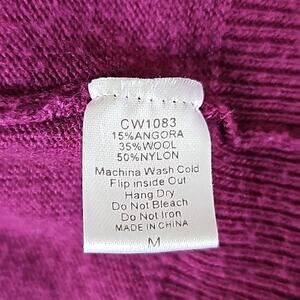 CW1083
15%ANGORA
35%WOOL
50%NYLON
Machina Wash Cold
Flip inside Out
Hang Dry
Do Not Bleach
Do Not Iron
MADE IN CHINA
M